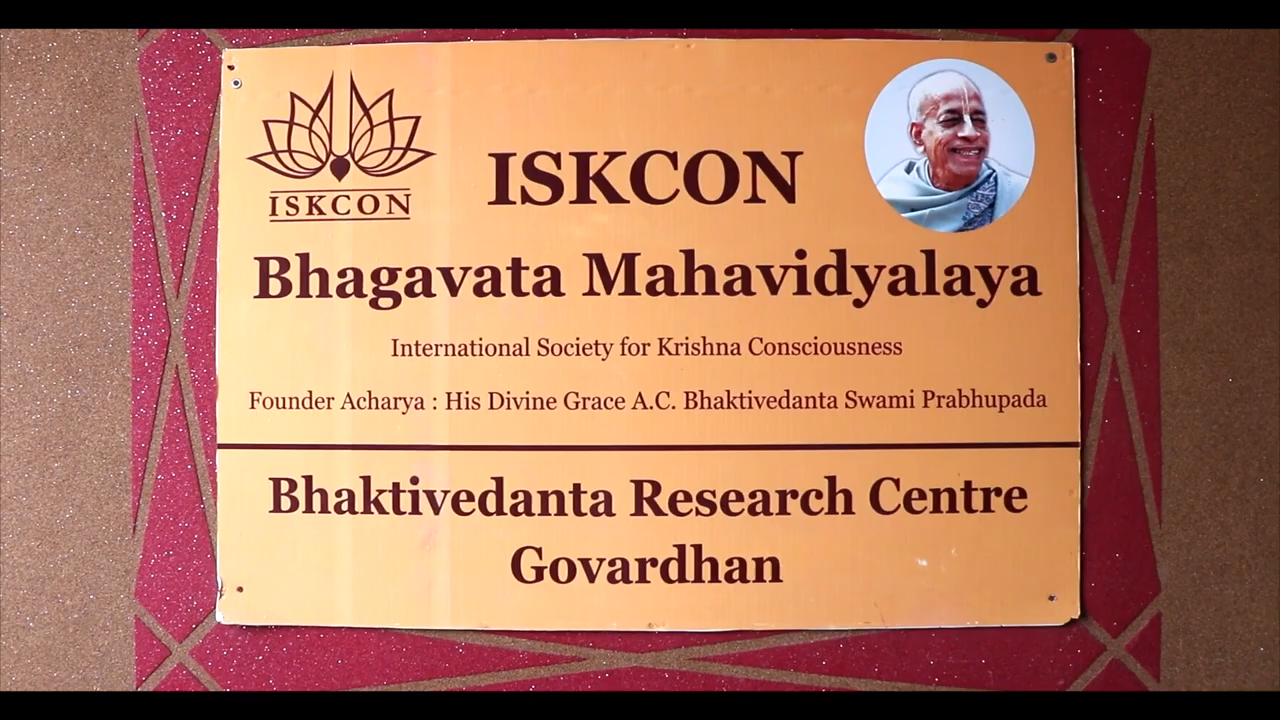 ISKCON
ISKCON
Bhagavata Mahavidyalaya
International Society for Krishna Consciousness
Founder Acharya : His Divine Grace A.C. Bhaktivedanta Swami Prabhupada
Bhaktivedanta Research Centre
Govardhan